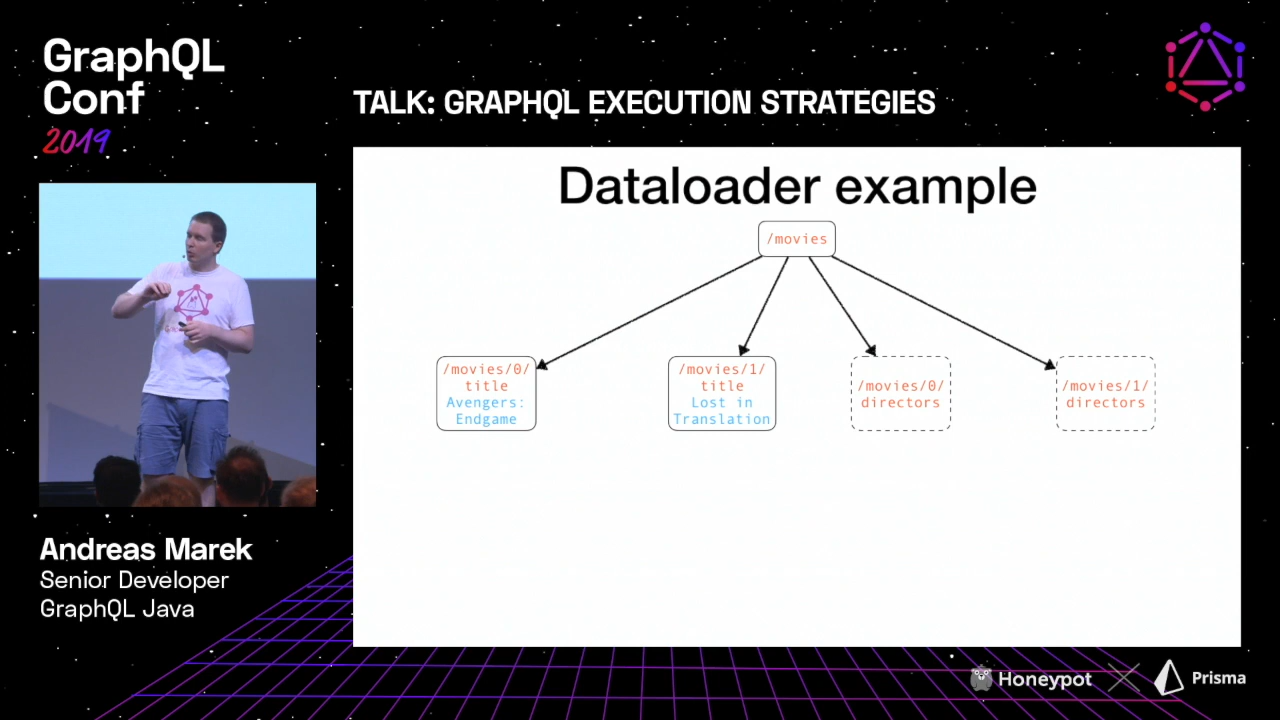 GraphQL
Conf
2019
TALK: GRAPHQL EXECUTION STRATEGIES
Dataloader example
/movies
/movies/0/
title
Avengers:
Endgame
/movies/1/
title
Lost in
Translation
/movies/0/
directors
/movies/1/
directors
Andreas Marek
Senior Developer
GraphQL Java
Honeypot
Prisma